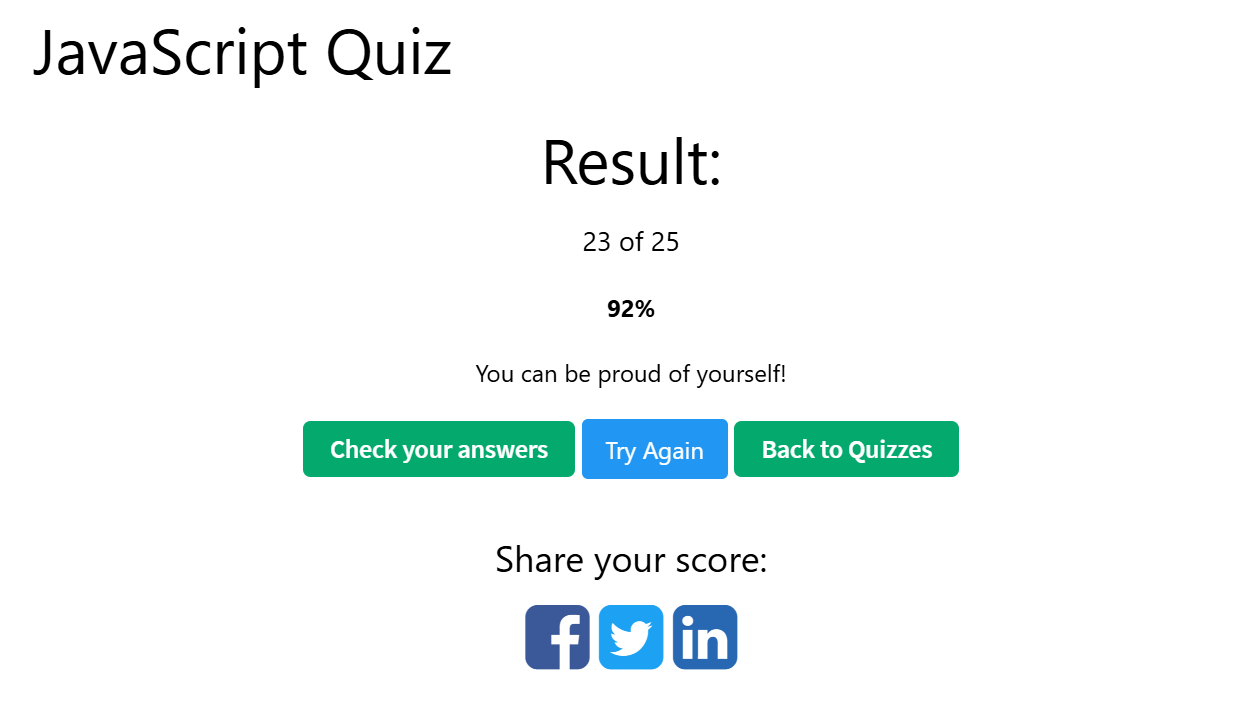 JavaScript Quiz
Result:
23 of 25
92%
You can be proud of yourself!
Check your answers Try Again Back to Quizzes
Share your score:
f in